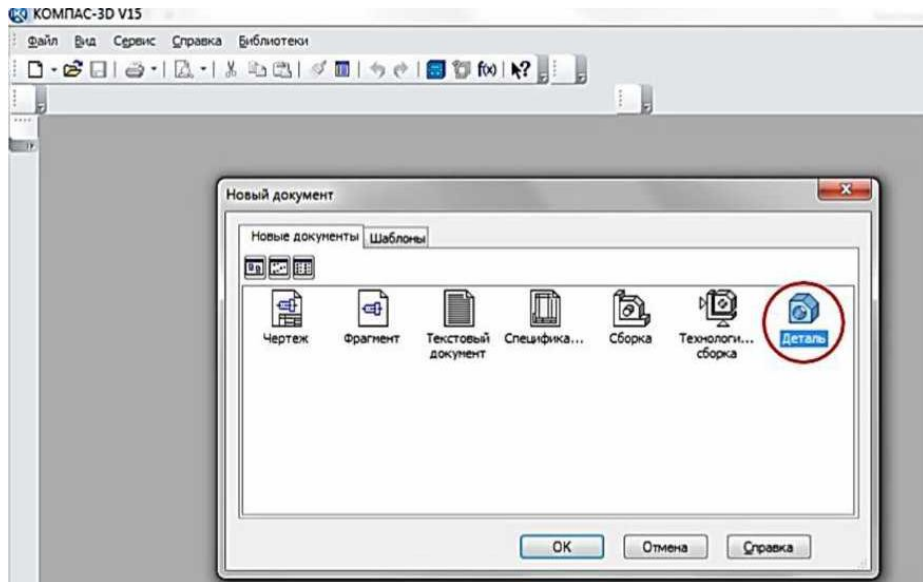 КОМПАС-3D V15
Файл Вид Сервис Справка Библиотеки
f(x)
Новый документ
Новые документы Шаблоны
Чертеж Фрагмент Текстовый документ Специфика... Сборка Технологи... сборка Деталь
OK Отмена Справка